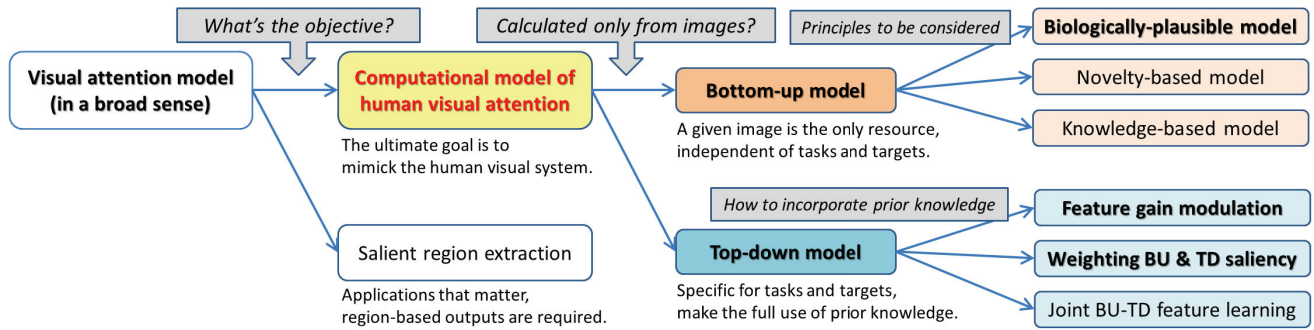 What's the objective?
Calculated only from images?
Principles to be considered
Visual attention model
(in a broad sense)
Computational model of
human visual attention
The ultimate goal is to
mimick the human visual system.
Salient region extraction
Applications that matter,
region-based outputs are required.
Bottom-up model
A given image is the only resource,
independent of tasks and targets.
Biologically-plausible model
Novelty-based model
Knowledge-based model
How to incorporate prior knowledge
Top-down model
Specific for tasks and targets,
make the full use of prior knowledge.
Feature gain modulation
Weighting BU & TD saliency
Joint BU-TD feature learning